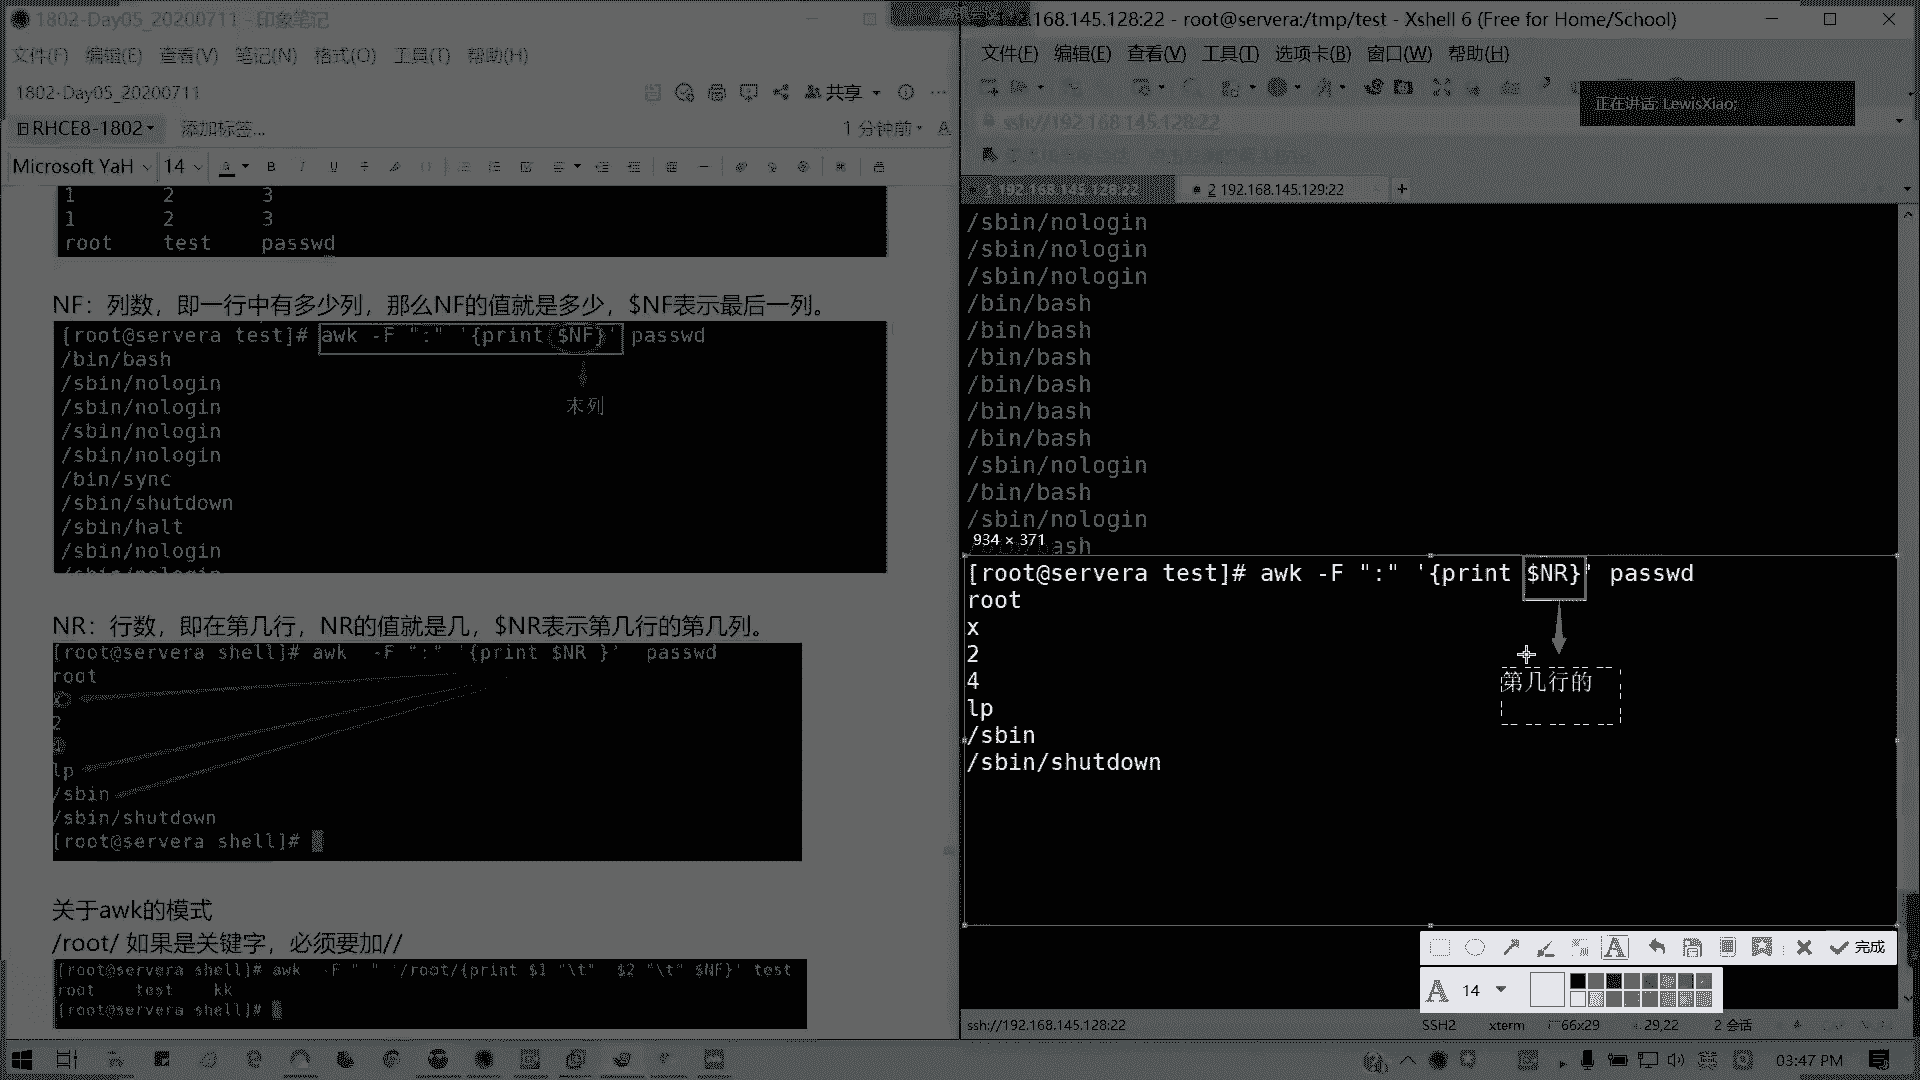 1802-Day05_20200711 - 印象笔记
文件(F) 编辑(E) 查看(V) 笔记(N) 格式(O) 工具(T) 帮助(H)
1802-Day05_20200711
共享
RHCE8-1802
添加标签...
1 分钟前
Microsoft YaH 14
1 2 3
1 2 3
root test passwd
NF：列数，即一行中有多少列，那么NF的值就是多少，$NF表示最后一列。
[root@servera test]# awk -F ":" '{print $NF}' passwd
/bin/bash
/sbin/nologin
/sbin/nologin
/sbin/nologin
/sbin/nologin
/bin/sync
/sbin/shutdown
/sbin/halt
/sbin/nologin
末列
NR：行数，即在第几行，NR的值就是几，$NR表示第几行的第几列。
[root@servera shell]# awk  -F ":" '{print $NR }'  passwd
root
2
lp
/sbin
/sbin/shutdown
[root@servera shell]#
关于awk的模式
/root/ 如果是关键字，必须要加//
[root@servera shell]# awk  -F " " '/root/{print $1 "\t"  $2 "\t" $NF}' test
root test kk
[root@servera shell]#
192.168.145.128:22 - root@servera:/tmp/test - Xshell 6 (Free for Home/School)
文件(F) 编辑(E) 查看(V) 工具(T) 选项卡(B) 窗口(W) 帮助(H)
正在讲话: LewisXiao;
ssh://192.168.145.128:22
1 192.168.145.128:22
2 192.168.145.129:22
/sbin/nologin
/sbin/nologin
/sbin/nologin
/bin/bash
/bin/bash
/bin/bash
/bin/bash
/bin/bash
/bin/bash
/sbin/nologin
/bin/bash
/sbin/nologin
934 × 371
[root@servera test]# awk -F ":" '{print $NR}' passwd
root
x
2
4
lp
/sbin
/sbin/shutdown
第几行的
完成
A 14
ssh://192.168.145.128:22
SSH2 xterm 66x29 29,22 2 会话
03:47 PM